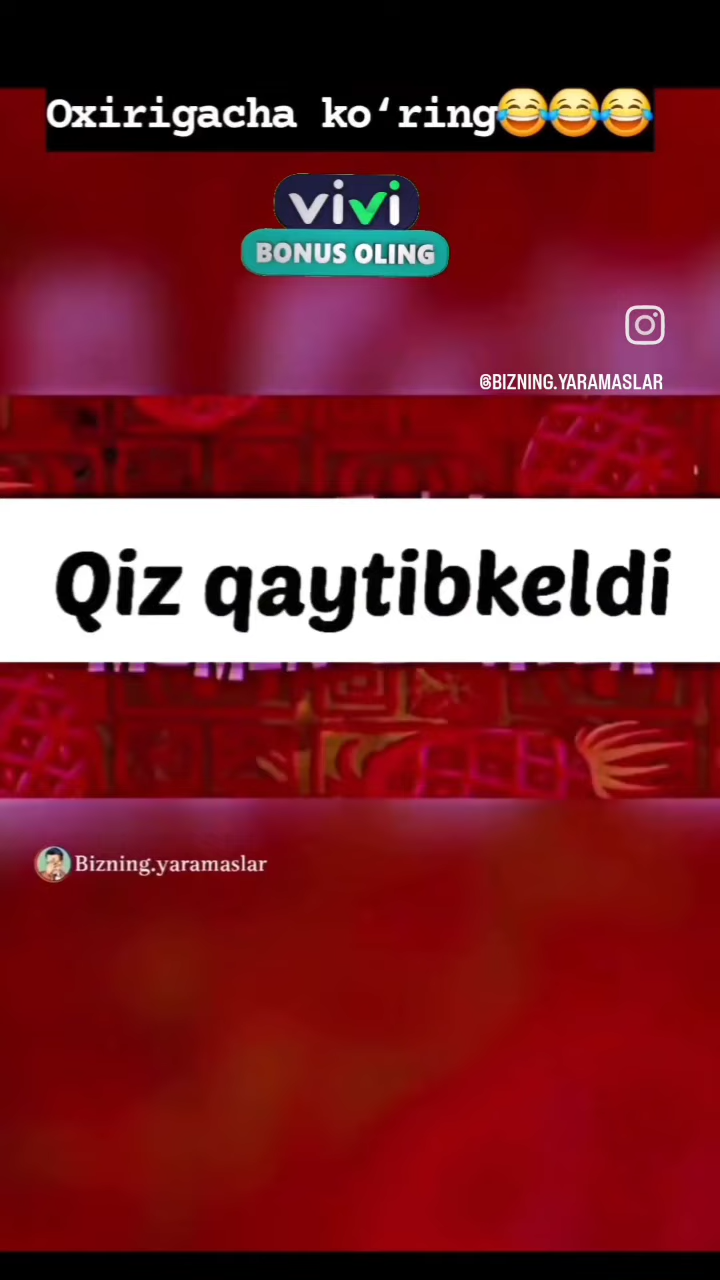 Oxirigacha ko‘ring😂😂😂
vivi
BONUS OLING
@BIZNING.YARAMASLAR
Qiz qaytibkeldi
Bizning.yaramaslar